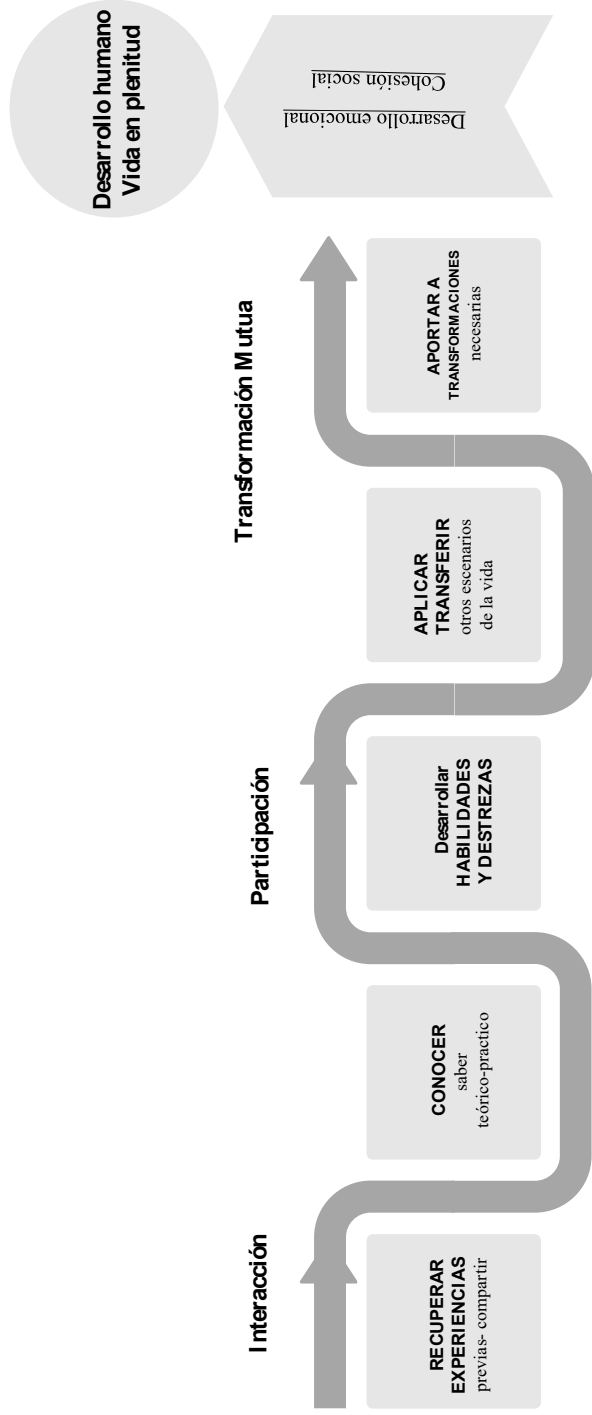 Interacción
Participación
Transformación Mutua
RECUPERAR
EXPERIENCIAS
previas- compartir
CONOCER
saber
teórico-practico
Desarrollar
HABILIDADES
Y DESTREZAS
APLICAR
TRANSFERIR
otros escenarios
de la vida
APORTAR A
TRANSFORMACIONES
necesarias
Desarrollo humano
Vida en plenitud
Desarrollo emocional
Cohesión social